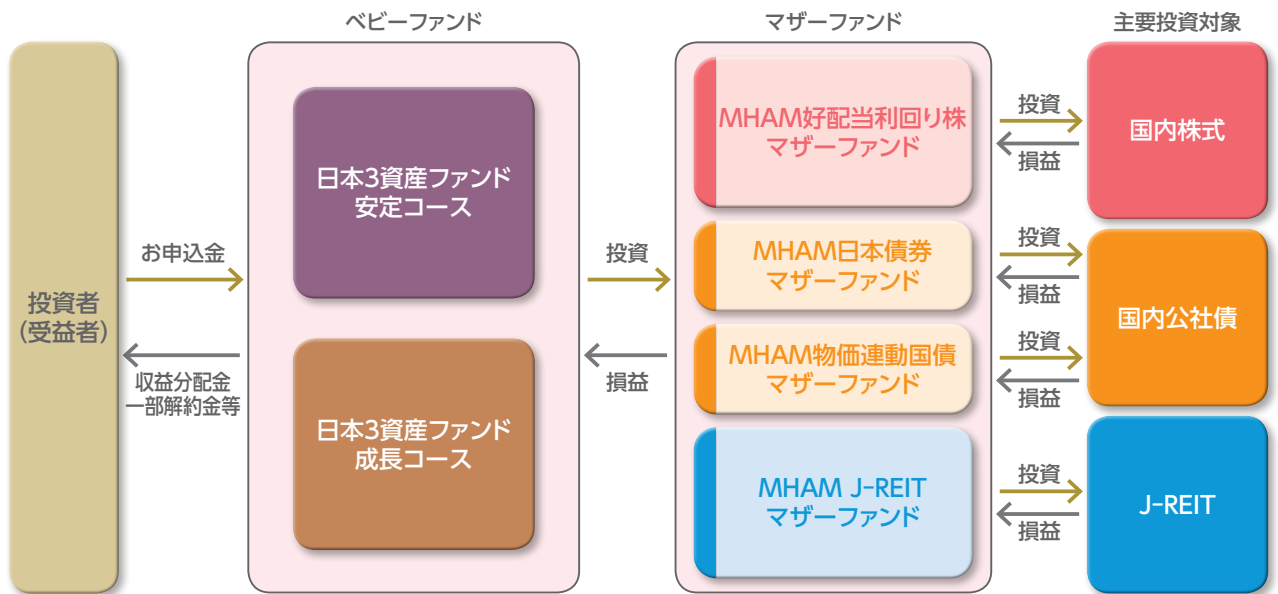 ベビーファンド
マザーファンド
主要投資対象
投資者
(受益者)
お申込金
収益分配金
一部解約金等
日本3資産ファンド
安定コース
日本3資産ファンド
成長コース
投資
損益
MHAM好配当利回り株
マザーファンド
MHAM日本債券
マザーファンド
MHAM物価連動国債
マザーファンド
MHAM J-REIT
マザーファンド
投資
損益
投資
損益
投資
損益
投資
損益
国内株式
国内公社債
J-REIT